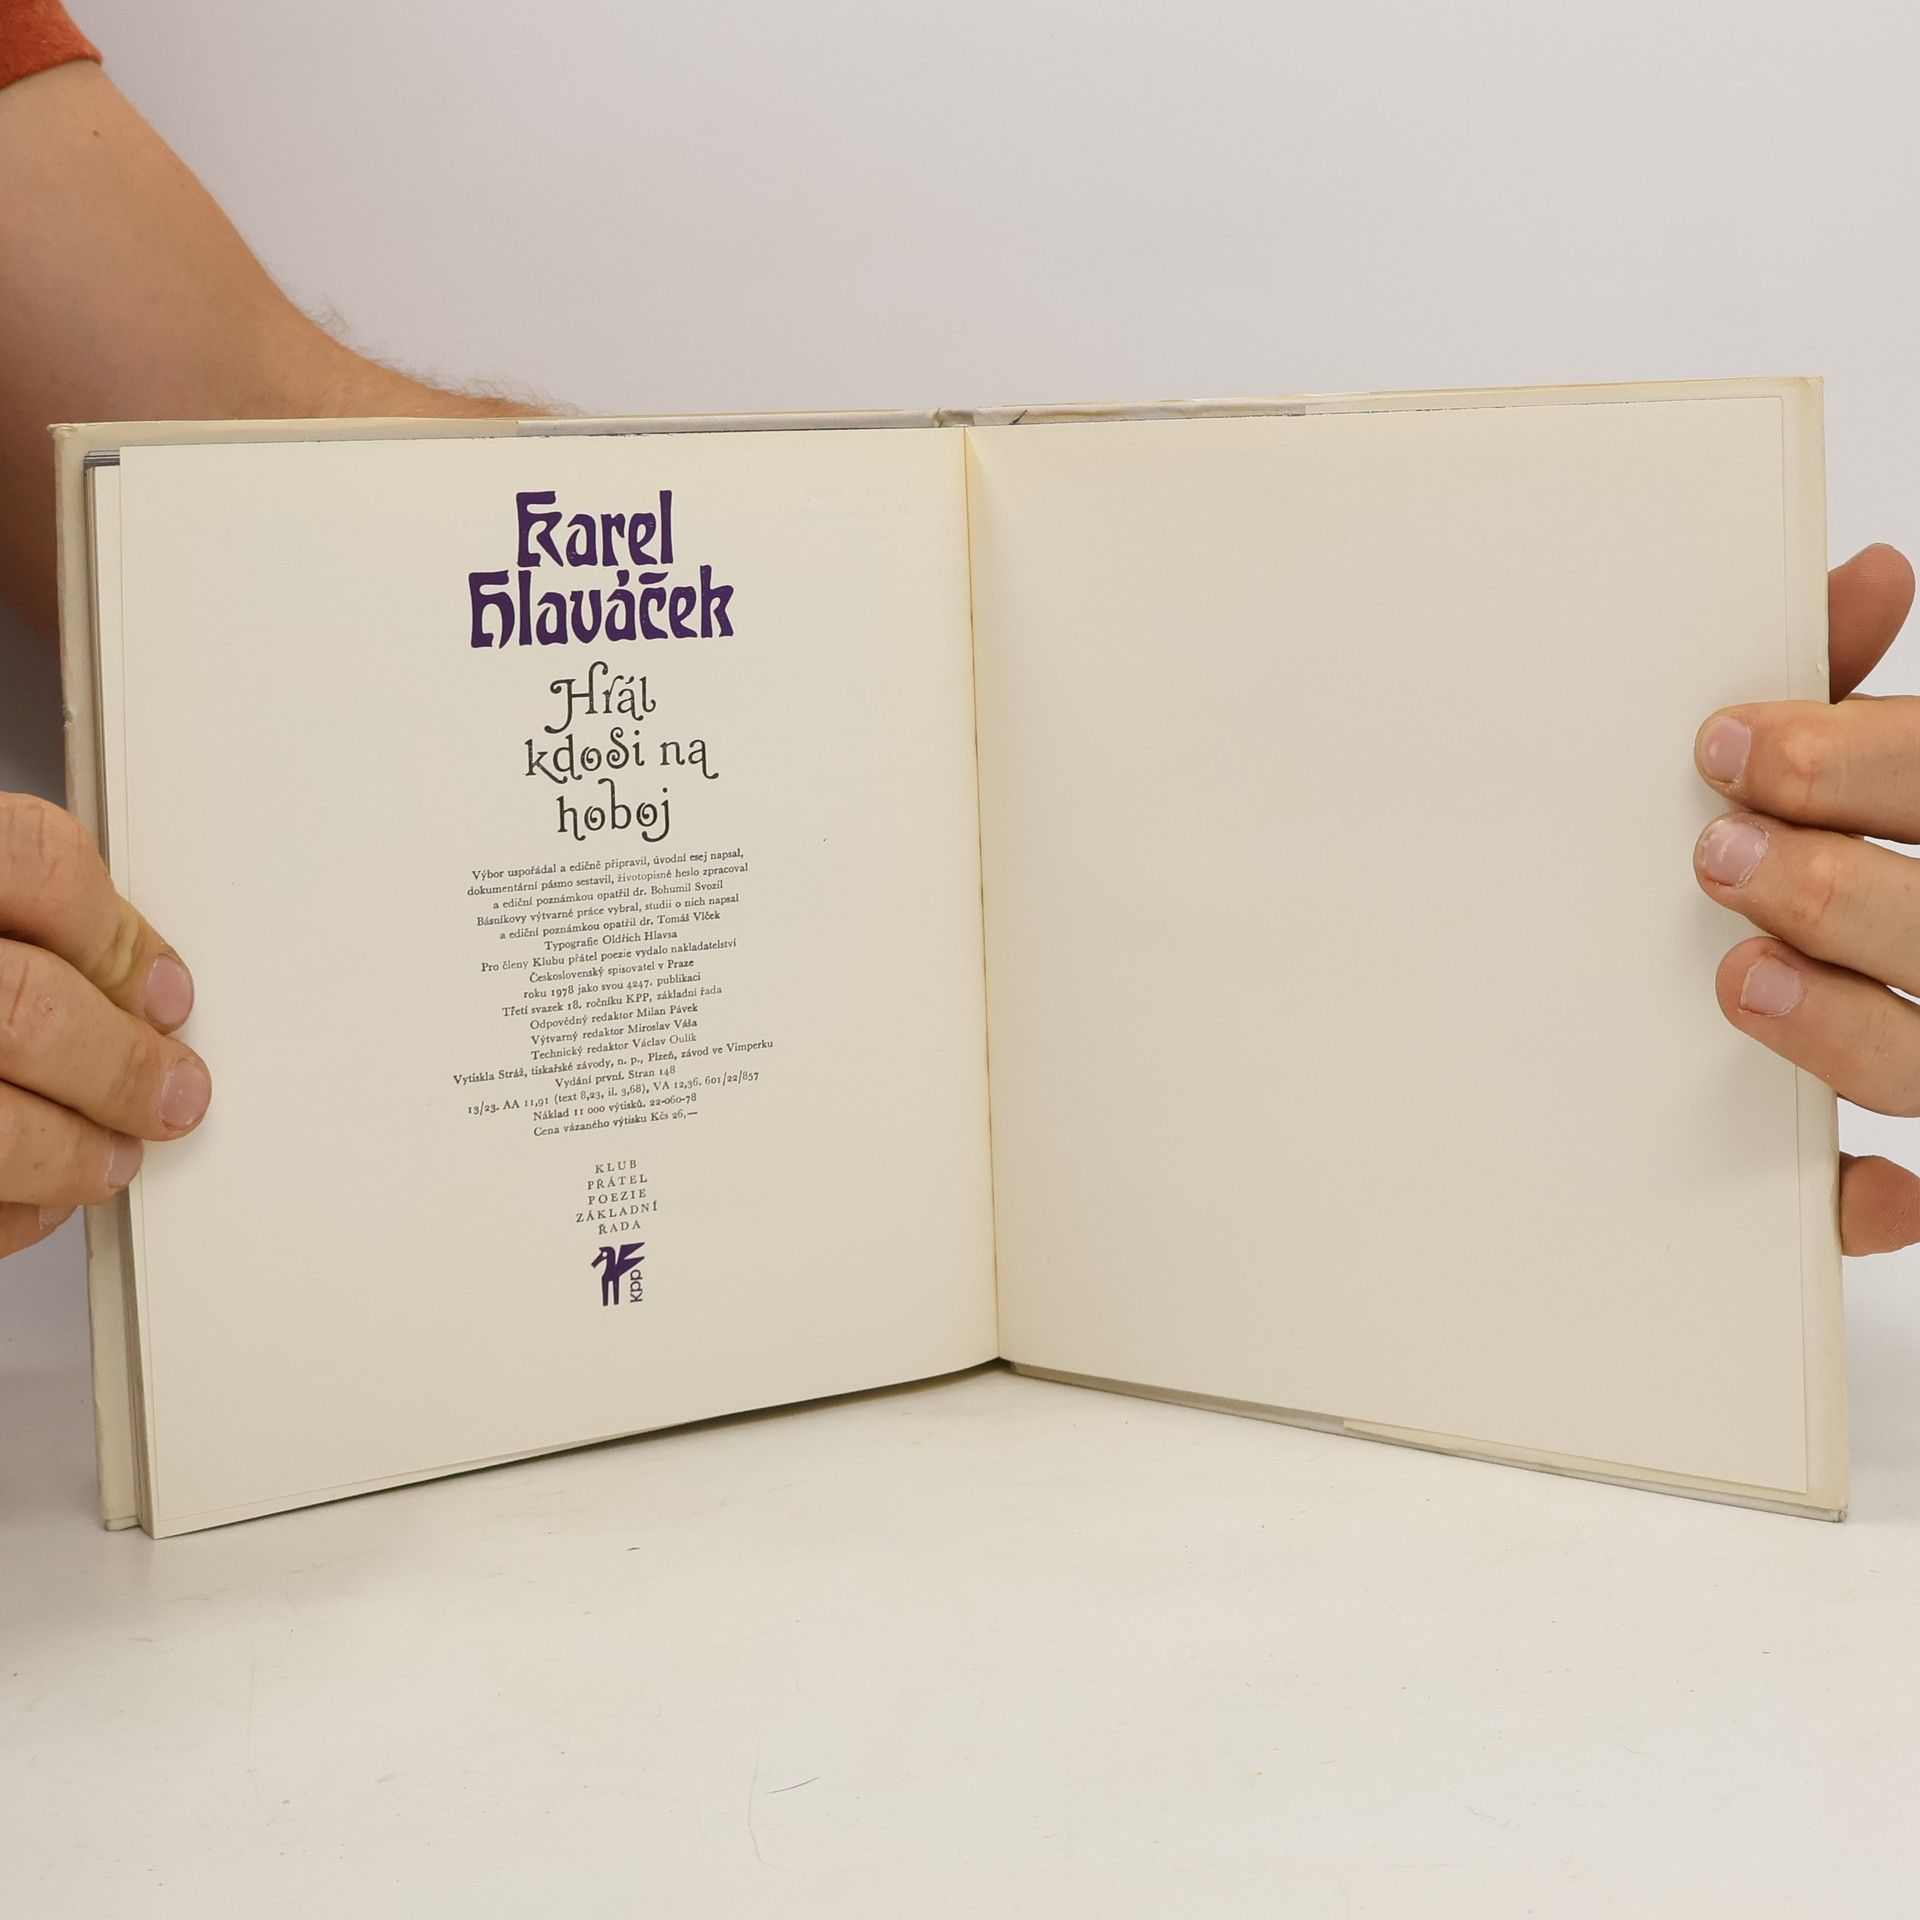 Karel
Hlaváček
Hrál
kdosi na
hoboj
Výbor uspořádal a edičně připravil, úvodní esej napsal,
dokumentární pásmo sestavil, životopisné heslo zpracoval
a ediční poznámkou opatřil dr. Bohumil Svozil
Básníkovy výtvarné práce vybral, studii o nich napsal
a ediční poznámkou opatřil dr. Tomáš Vlček
Typografie Oldřich Hlavsa
Pro členy Klubu přátel poezie vydalo nakladatelství
Československý spisovatel v Praze
roku 1978 jako svou 4247. publikaci
Třetí svazek 18. ročníku KPP, základní řada
Odpovědný redaktor Milan Pávek
Výtvarný redaktor Miroslav Váša
Technický redaktor Václav Oulík
Vytiskla Stráž, tiskařské závody, n. p., Plzeň, závod ve Vimperku
Vydání první. Stran 148
13/23. AA 11,91 (text 8,23, il. 3,68), VA 12,36. 601/22/857
Náklad 11 000 výtisků. 22-060-78
Cena vázaného výtisku Kčs 26,—
KLUB
PŘÁTEL
POEZIE
ZÁKLADNÍ
ŘADA
kpp